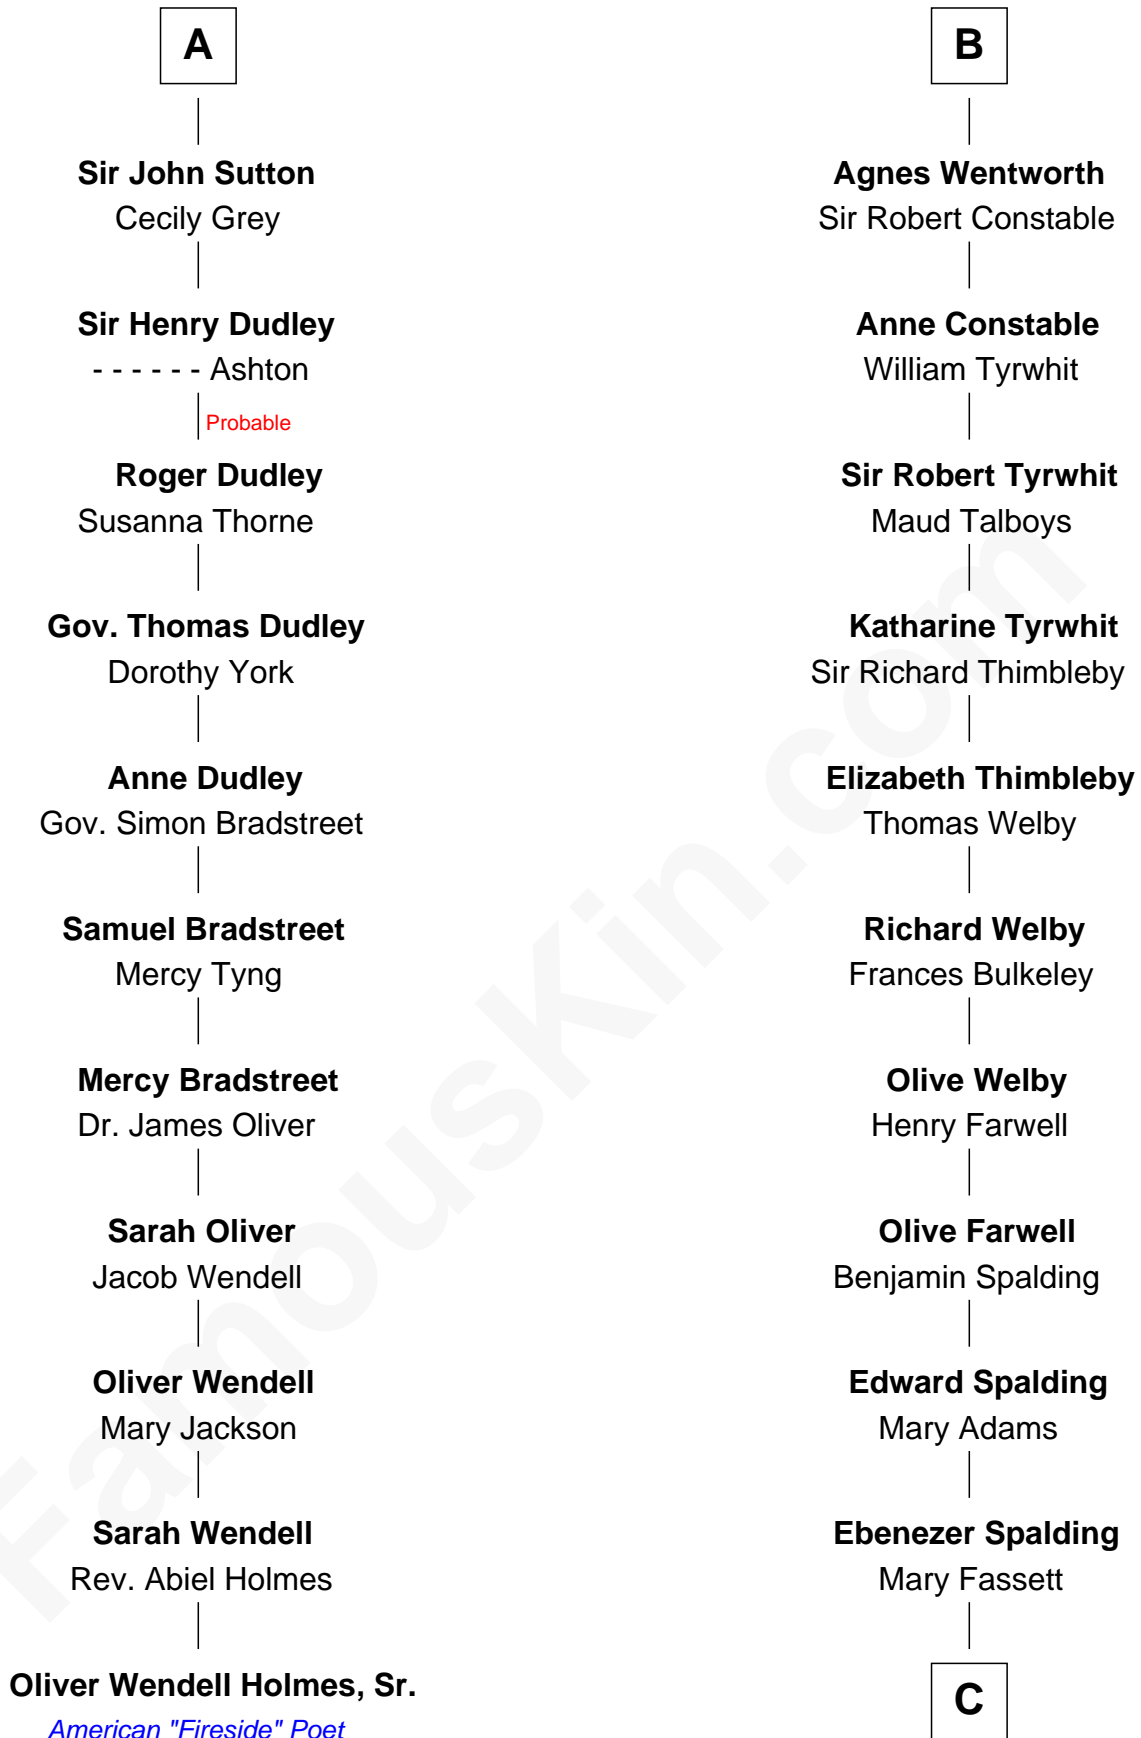 A
Sir John Sutton
Cecily Grey
Sir Henry Dudley
- - - - - - Ashton
Probable
Roger Dudley
Susanna Thorne
Gov. Thomas Dudley
Dorothy York
Anne Dudley
Gov. Simon Bradstreet
Samuel Bradstreet
Mercy Tyng
Mercy Bradstreet
Dr. James Oliver
Sarah Oliver
Jacob Wendell
Oliver Wendell
Mary Jackson
Sarah Wendell
Rev. Abiel Holmes
Oliver Wendell Holmes, Sr.
American "Fireside" Poet
B
Agnes Wentworth
Sir Robert Constable
Anne Constable
William Tyrwhit
Sir Robert Tyrwhit
Maud Talboys
Katharine Tyrwhit
Sir Richard Thimbleby
Elizabeth Thimbleby
Thomas Welby
Richard Welby
Frances Bulkeley
Olive Welby
Henry Farwell
Olive Farwell
Benjamin Spalding
Edward Spalding
Mary Adams
Ebenezer Spalding
Mary Fassett
C
FamousKin.com